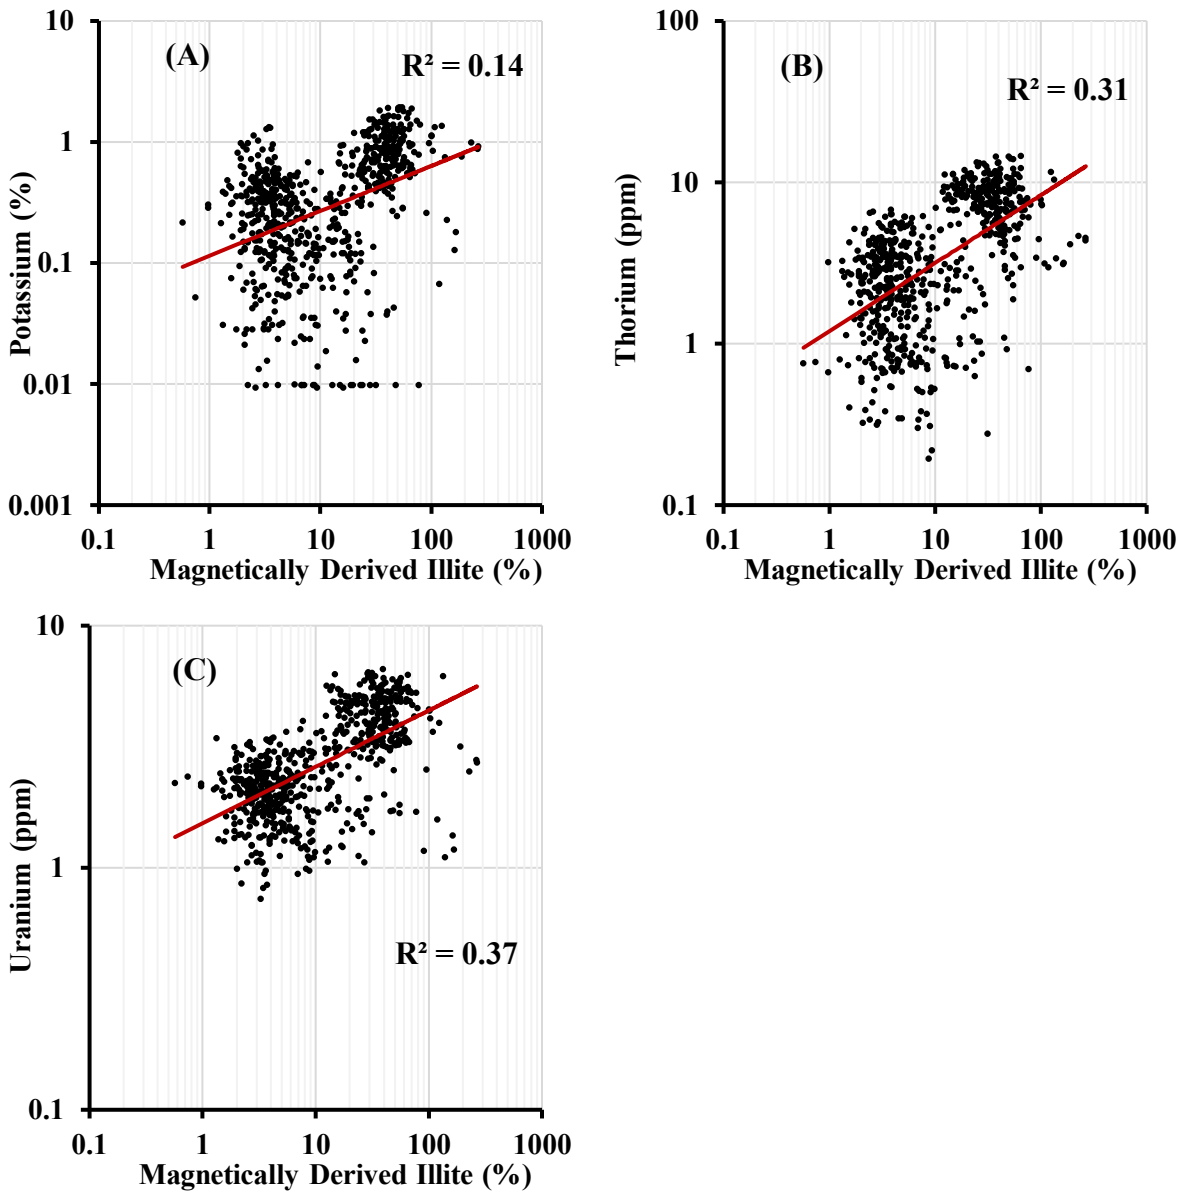 (A)
R² = 0.14
10
1
0.1
0.01
0.001
Potassium (%)
0.1 1 10 100 1000
Magnetically Derived Illite (%)
(B)
R² = 0.31
100
10
1
0.1
Thorium (ppm)
0.1 1 10 100 1000
Magnetically Derived Illite (%)
(C)
R² = 0.37
10
1
0.1
Uranium (ppm)
0.1 1 10 100 1000
Magnetically Derived Illite (%)